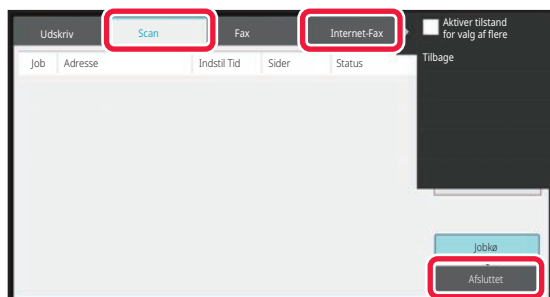 Udskriv Scan Fax Internet-Fax
Aktiver tilstand
for valg af flere
Job Adresse Indstil Tid Sider Status
Tilbage
Jobkø
Afsluttet